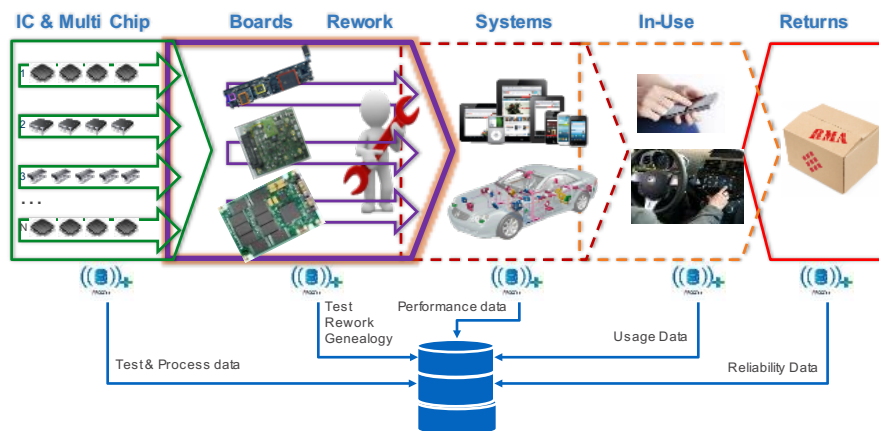 IC & Multi Chip
Boards
Rework
Systems
In-Use
Returns
1
2
3
...
N
RMA
Test
Rework
Genealogy
Performance data
Usage Data
Test & Process data
Reliability Data